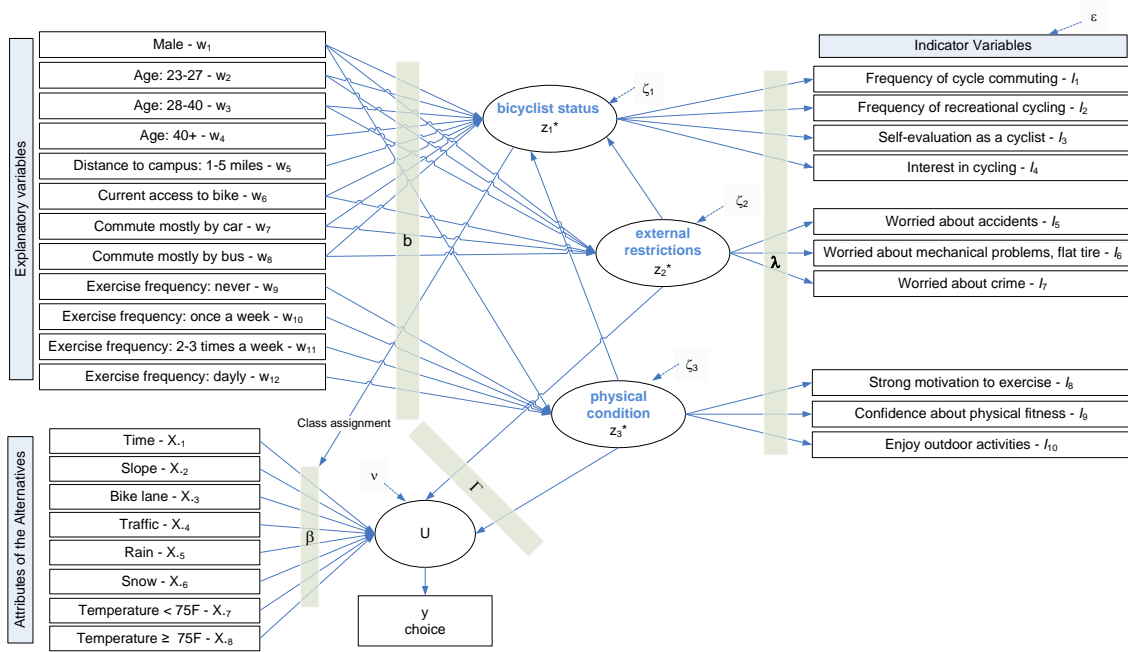 Explanatory variables
Male - w₁
Age: 23-27 - w₂
Age: 28-40 - w₃
Age: 40+ - w₄
Distance to campus: 1-5 miles - w₅
Current access to bike - w₆
Commute mostly by car - w₇
Commute mostly by bus - w₈
Exercise frequency: never - w₉
Exercise frequency: once a week - w₁₀
Exercise frequency: 2-3 times a week - w₁₁
Exercise frequency: dayly - w₁₂
b
bicyclist status
z₁*
ζ₁
external
restrictions
z₂*
ζ₂
physical
condition
z₃*
ζ₃
λ
ε
Indicator Variables
Frequency of cycle commuting - I₁
Frequency of recreational cycling - I₂
Self-evaluation as a cyclist - I₃
Interest in cycling - I₄
Worried about accidents - I₅
Worried about mechanical problems, flat tire - I₆
Worried about crime - I₇
Strong motivation to exercise - I₈
Confidence about physical fitness - I₉
Enjoy outdoor activities - I₁₀
Class assignment
Attributes of the Alternatives
Time - X.₁
Slope - X.₂
Bike lane - X.₃
Traffic - X.₄
Rain - X.₅
Snow - X.₆
Temperature < 75F - X.₇
Temperature ≥ 75F - X.₈
β
ν
Γ
U
y
choice